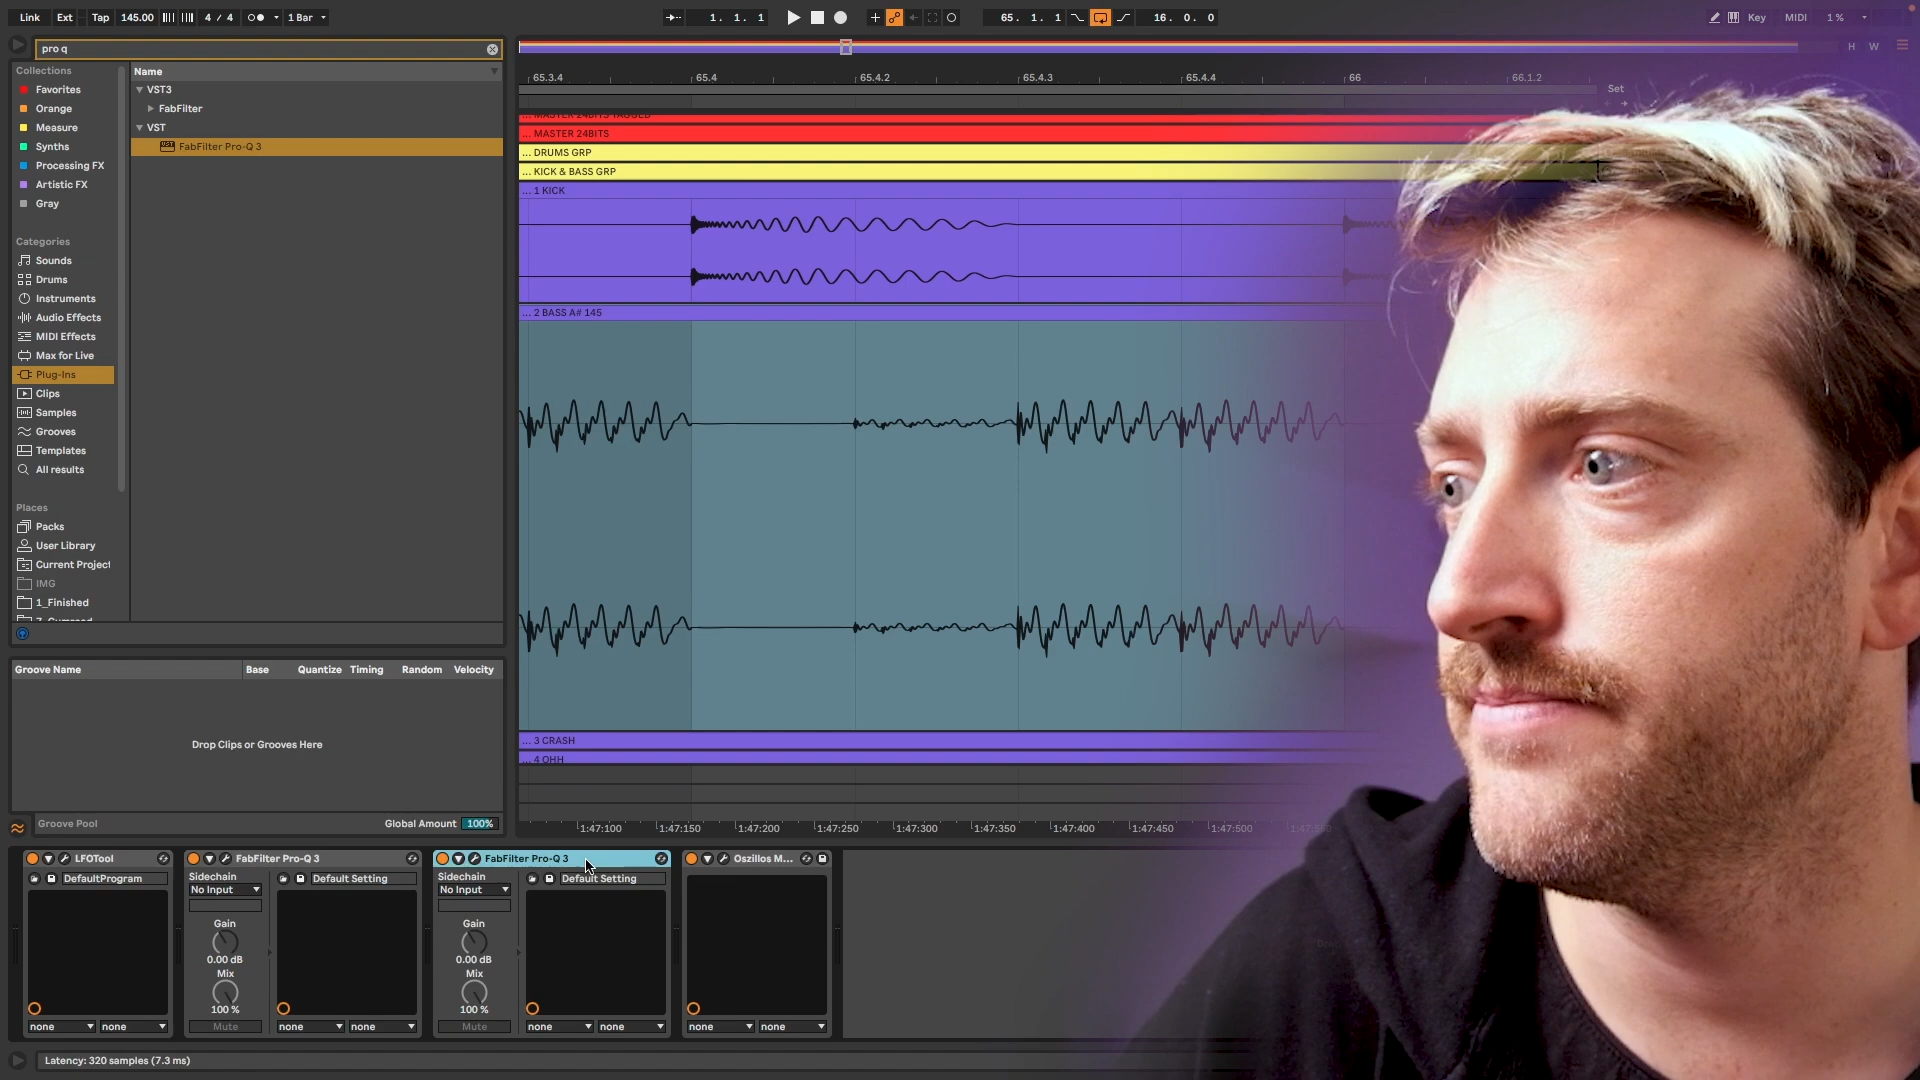 Link Ext Tap 145.00 4 / 4 1 Bar 1. 1. 1 65. 1. 1 16. 0. 0 Key MIDI 1 %
pro q
H W
Collections
Favorites
Orange
Measure
Synths
Processing FX
Artistic FX
Gray
Categories
Sounds
Drums
Instruments
Audio Effects
MIDI Effects
Max for Live
Plug-Ins
Clips
Samples
Grooves
Templates
All results
Places
Packs
User Library
Current Project
IMG
1_Finished
Name
VST3
FabFilter
VST
FabFilter Pro-Q 3
65.3.4 65.4 65.4.2 65.4.3 65.4.4 66 66.1.2
Set
... MASTER 24BITS TAGGED
... MASTER 24BITS
... DRUMS GRP
... KICK & BASS GRP
... 1 KICK
... 2 BASS A# 145
... 3 CRASH
... 4 OHH
1:47:100 1:47:150 1:47:200 1:47:250 1:47:300 1:47:350 1:47:400 1:47:450 1:47:500 1:47:550
Groove Name Base Quantize Timing Random Velocity
Drop Clips or Grooves Here
Groove Pool Global Amount 100%
LFOTool
DefaultProgram
none none
FabFilter Pro-Q 3
Sidechain
No Input
Default Setting
Gain
0.00 dB
Mix
100 %
Mute
none none
FabFilter Pro-Q 3
Sidechain
No Input
Default Setting
Gain
0.00 dB
Mix
100 %
Mute
none none
Oszillos M...
none none
Latency: 320 samples (7.3 ms)